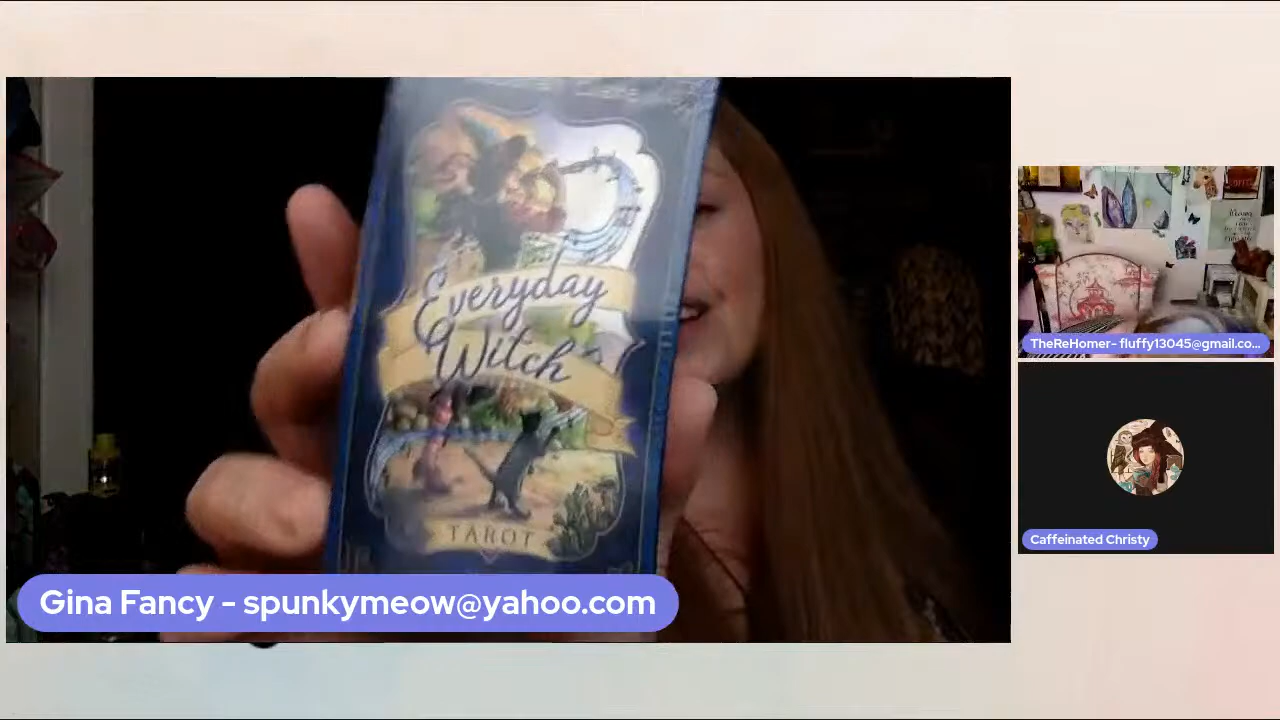 Everyday
Witch
TAROT
Gina Fancy - spunkymeow@yahoo.com
TheReHomer- fluffy13045@gmail.co...
Caffeinated Christy